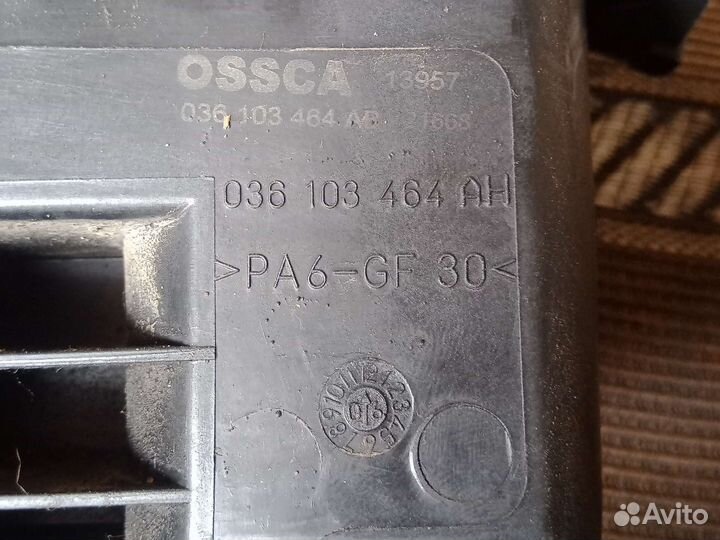 OSSCA 13957
036 103 464 AB
036 103 464 AH
>PA6-GF 30<
Avito